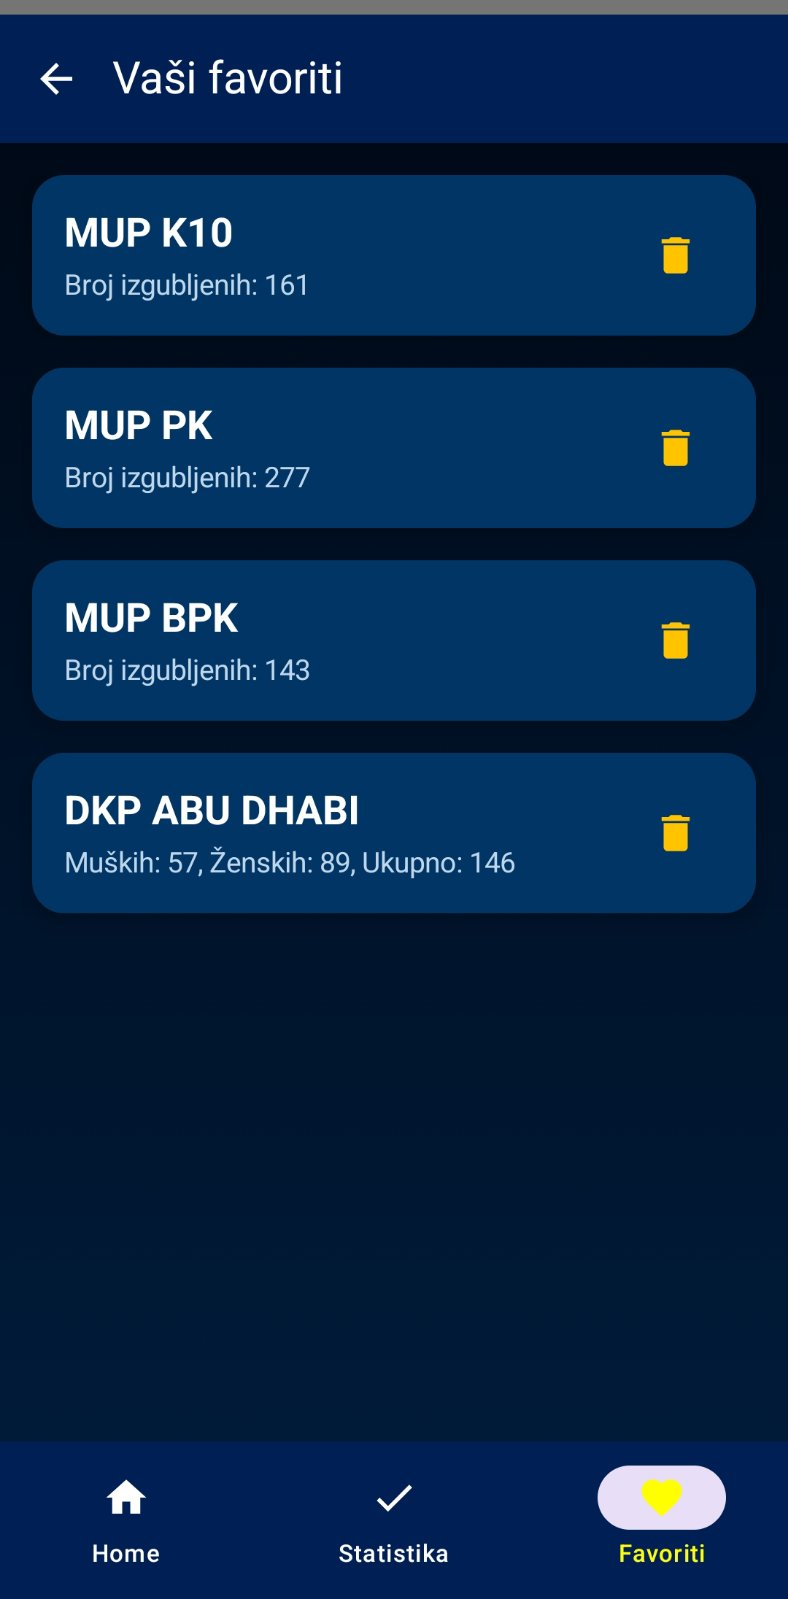 Vaši favoriti
MUP K10
Broj izgubljenih: 161
MUP PK
Broj izgubljenih: 277
MUP BPK
Broj izgubljenih: 143
DKP ABU DHABI
Muških: 57, Ženskih: 89, Ukupno: 146
Home
Statistika
Favoriti